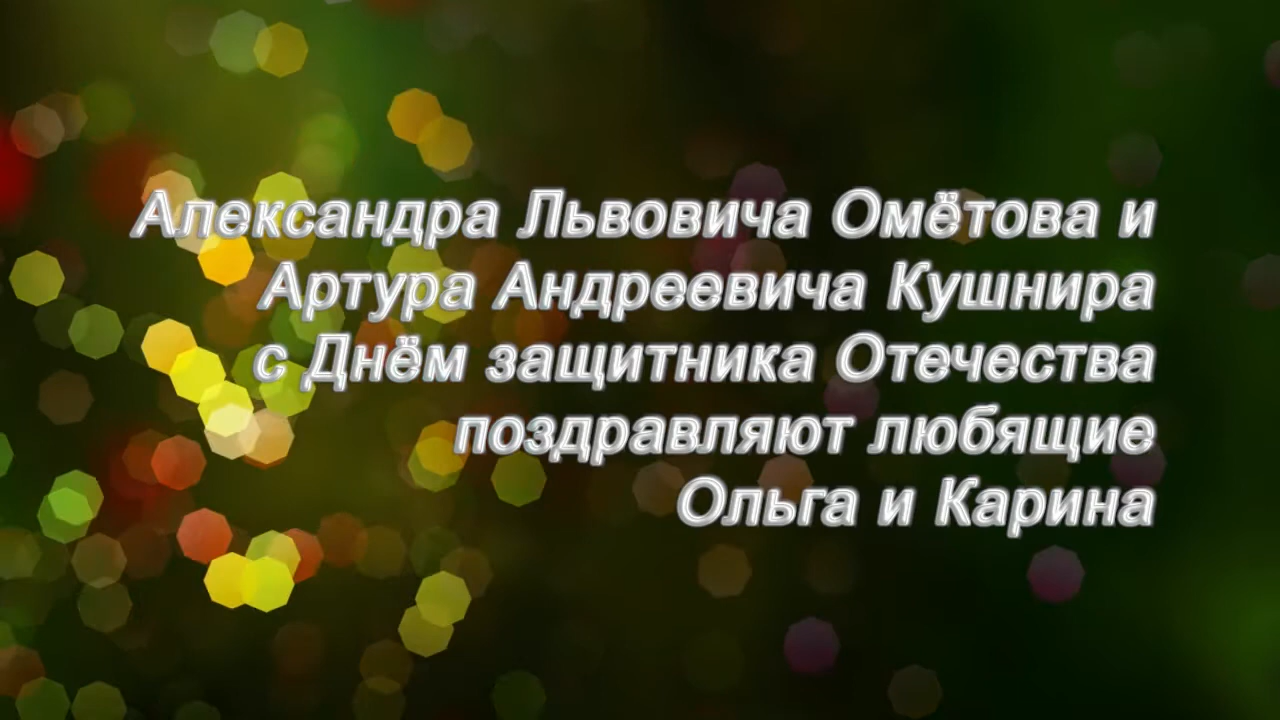 Александра Львовича Омётова и
Артура Андреевича Кушнира
с Днём защитника Отечества
поздравляют любящие
Ольга и Карина